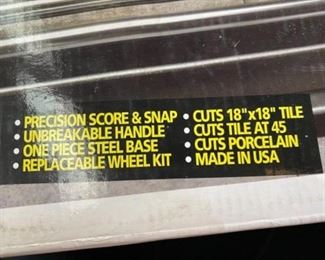 • PRECISION SCORE & SNAP
• UNBREAKABLE HANDLE
• ONE PIECE STEEL BASE
• REPLACEABLE WHEEL KIT
• CUTS 18"x18" TILE
• CUTS TILE AT 45
• CUTS PORCELAIN
• MADE IN USA